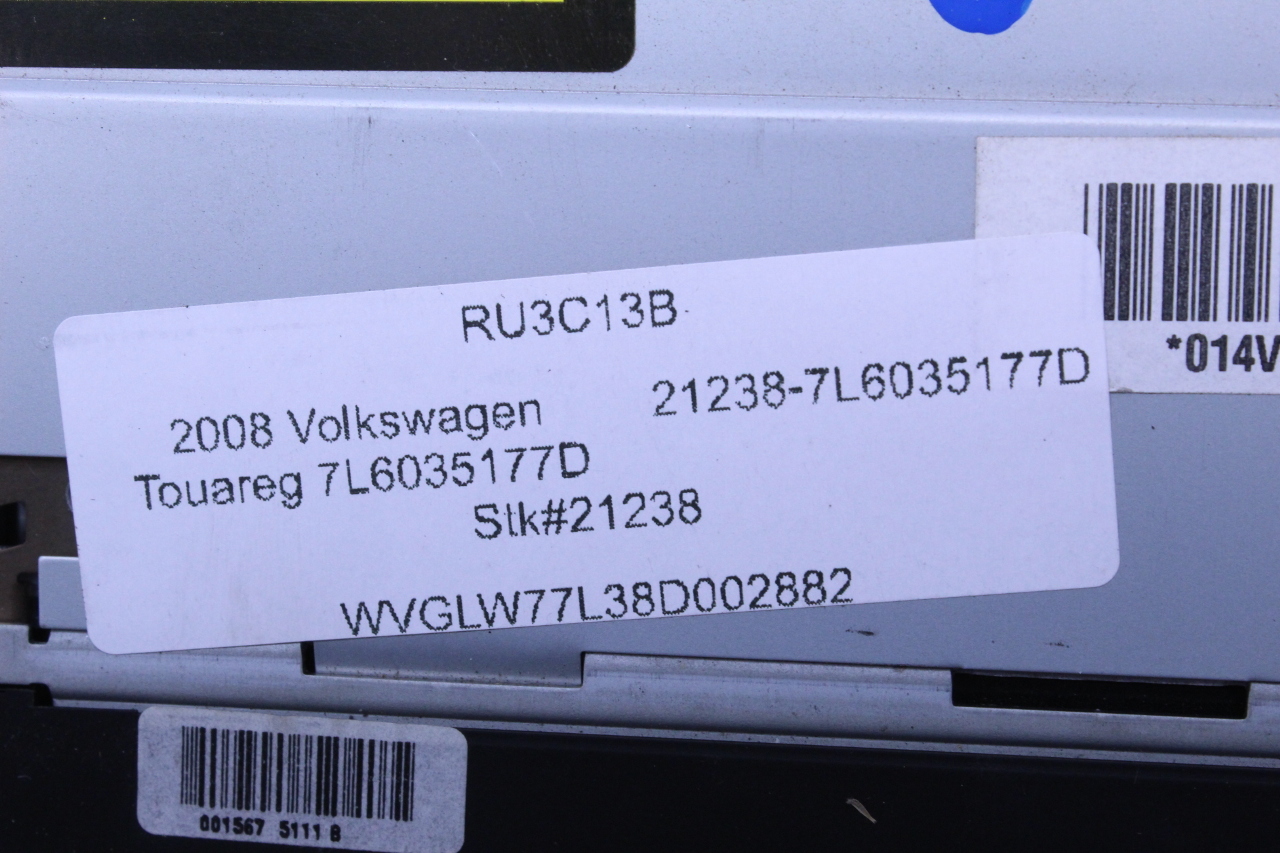 *014V
RU3C13B
21238-7L6035177D
2008 Volkswagen
Touareg 7L6035177D
Stk#21238
WVGLW77L38D002882
001567 5111 B